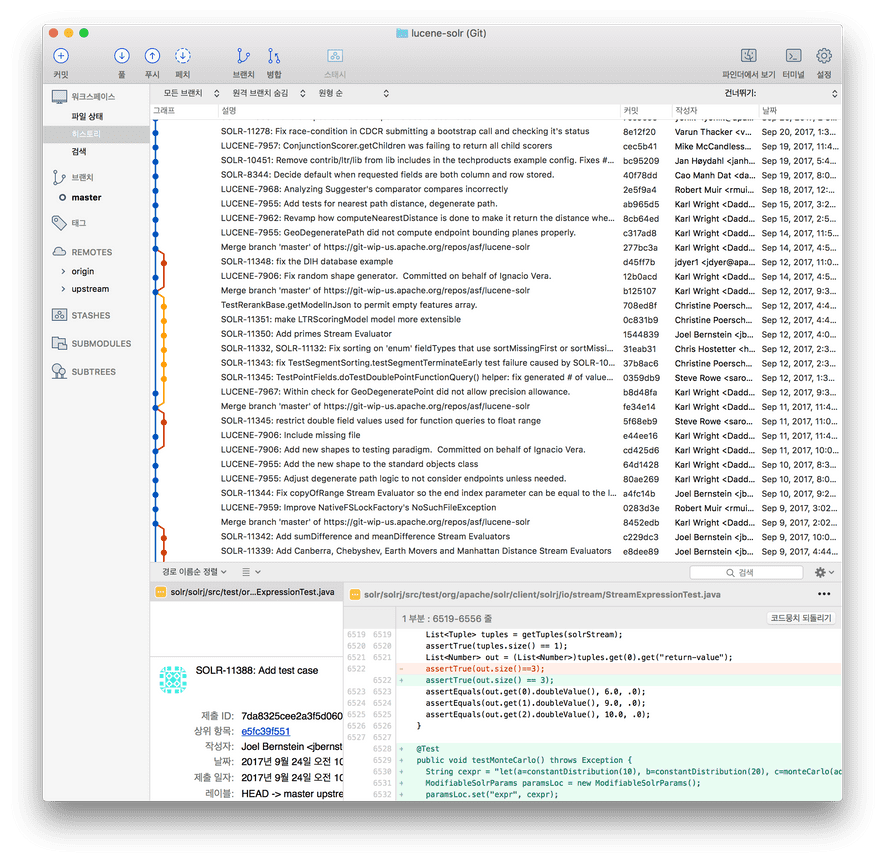 lucene-solr (Git)
커밋 풀 푸시 페치 브랜치 병합 스태시 파인더에서 보기 터미널 설정
워크스페이스
파일 상태
히스토리
검색
브랜치
master
태그
REMOTES
origin
upstream
STASHES
SUBMODULES
SUBTREES
모든 브랜치 원격 브랜치 숨김 원형 순 건너뛰기:
그래프 설명 커밋 작성자 날짜
SOLR-11278: Fix race-condition in CDCR submitting a bootstrap call and checking it's status 8e12f20 Varun Thacker <v... Sep 20, 2017, 1:3...
LUCENE-7957: ConjunctionScorer.getChildren was failing to return all child scorers cec5b41 Mike McCandless... Sep 19, 2017, 11:...
SOLR-10451: Remove contrib/ltr/lib from lib includes in the techproducts example config. Fixes #... bc95209 Jan Høydahl <janh... Sep 19, 2017, 5:4...
SOLR-8344: Decide default when requested fields are both column and row stored. 40f78dd Cao Manh Dat <da... Sep 19, 2017, 8:0...
LUCENE-7968: Analyzing Suggester's comparator compares incorrectly 2e5f9a4 Robert Muir <rmui... Sep 18, 2017, 12:...
LUCENE-7955: Add tests for nearest path distance, degenerate path. ab965d5 Karl Wright <Dadd... Sep 15, 2017, 3:2...
LUCENE-7962: Revamp how computeNearestDistance is done to make it return the distance whe... 8cb64ed Karl Wright <Dadd... Sep 15, 2017, 2:5...
LUCENE-7955: GeoDegeneratePath did not compute endpoint bounding planes properly. c317ad8 Karl Wright <Dadd... Sep 14, 2017, 11:5...
Merge branch 'master' of https://git-wip-us.apache.org/repos/asf/lucene-solr 277bc3a Karl Wright <Dadd... Sep 14, 2017, 4:5...
SOLR-11348: fix the DIH database example d45ff7b jdyer1 <jdyer@apa... Sep 12, 2017, 11:0...
LUCENE-7906: Fix random shape generator. Committed on behalf of Ignacio Vera. 12b0acd Karl Wright <Dadd... Sep 14, 2017, 4:5...
Merge branch 'master' of https://git-wip-us.apache.org/repos/asf/lucene-solr b125107 Karl Wright <Dadd... Sep 12, 2017, 9:3...
TestRerankBase.getModelInJson to permit empty features array. 708ed8f Christine Poersch... Sep 12, 2017, 4:4...
SOLR-11351: make LTRScoringModel model more extensible 0c831b9 Christine Poersch... Sep 12, 2017, 4:4...
SOLR-11350: Add primes Stream Evaluator 1544839 Joel Bernstein <jb... Sep 12, 2017, 4:0...
SOLR-11332, SOLR-11132: Fix sorting on 'enum' fieldTypes that use sortMissingFirst or sortMissi... 31eab31 Chris Hostetter <h... Sep 12, 2017, 2:3...
SOLR-11343: fix TestSegmentSorting.testSegmentTerminateEarly test failure caused by SOLR-10... 37b8ac6 Christine Poersch... Sep 12, 2017, 2:3...
SOLR-11345: TestPointFields.doTestDoublePointFunctionQuery() helper: fix generated # of value... 0359db9 Steve Rowe <saro... Sep 12, 2017, 1:3...
LUCENE-7967: Within check for GeoDegeneratePoint did not allow precision allowance. b8d48fa Karl Wright <Dadd... Sep 12, 2017, 9:3...
Merge branch 'master' of https://git-wip-us.apache.org/repos/asf/lucene-solr fe34e14 Karl Wright <Dadd... Sep 11, 2017, 11:4...
SOLR-11345: restrict double field values used for function queries to float range 5f68eb9 Steve Rowe <saro... Sep 11, 2017, 11:4...
LUCENE-7906: Include missing file e44ee16 Karl Wright <Dadd... Sep 11, 2017, 11:4...
LUCENE-7906: Add new shapes to testing paradigm. Committed on behalf of Ignacio Vera. cd425d6 Karl Wright <Dadd... Sep 11, 2017, 10:0...
LUCENE-7955: Add the new shape to the standard objects class 64d1428 Karl Wright <Dadd... Sep 10, 2017, 8:3...
LUCENE-7955: Adjust degenerate path logic to not consider endpoints unless needed. 80ae269 Karl Wright <Dadd... Sep 10, 2017, 8:1...
SOLR-11344: Fix copyOfRange Stream Evaluator so the end index parameter can be equal to the l... a4fc14b Joel Bernstein <jb... Sep 10, 2017, 9:2...
LUCENE-7959: Improve NativeFSLockFactory's NoSuchFileException 0283d3e Robert Muir <rmui... Sep 9, 2017, 3:02...
Merge branch 'master' of https://git-wip-us.apache.org/repos/asf/lucene-solr 8452edb Karl Wright <Dadd... Sep 9, 2017, 2:02...
SOLR-11342: Add sumDifference and meanDifference Stream Evaluators c229dc3 Joel Bernstein <jb... Sep 9, 2017, 10:0...
SOLR-11339: Add Canberra, Chebyshev, Earth Movers and Manhattan Distance Stream Evaluators e8dee89 Joel Bernstein <jb... Sep 9, 2017, 4:44...
경로 이름순 정렬 검색
solr/solrj/src/test/or...ExpressionTest.java
solr/solrj/src/test/org/apache/solr/client/solrj/io/stream/StreamExpressionTest.java
1 부분 : 6519-6556 줄 코드뭉치 되돌리기
6519 6519 List<Tuple> tuples = getTuples(solrStream);
6520 6520 assertTrue(tuples.size() == 1);
6521 6521 List<Number> out = (List<Number>)tuples.get(0).get("return-value");
6522 - assertTrue(out.size()==3);
6522 + assertTrue(out.size() == 3);
6523 6523 assertEquals(out.get(0).doubleValue(), 6.0, .0);
6524 6524 assertEquals(out.get(1).doubleValue(), 9.0, .0);
6525 6525 assertEquals(out.get(2).doubleValue(), 10.0, .0);
6526 6526 }
6527 6527
6528 + @Test
6529 + public void testMonteCarlo() throws Exception {
6530 + String cexpr = "let(a=constantDistribution(10), b=constantDistribution(20), c=monteCarlo(ad
6531 + ModifiableSolrParams paramsLoc = new ModifiableSolrParams();
6532 + paramsLoc.set("expr", cexpr);
SOLR-11388: Add test case
제출 ID: 7da8325cee2a3f5d060
상위 항목: e5fc39f551
작성자: Joel Bernstein <jbernst
날짜: 2017년 9월 24일 오전 10
제출 날짜: 2017년 9월 24일 오전 10
레이블: HEAD -> master upstre